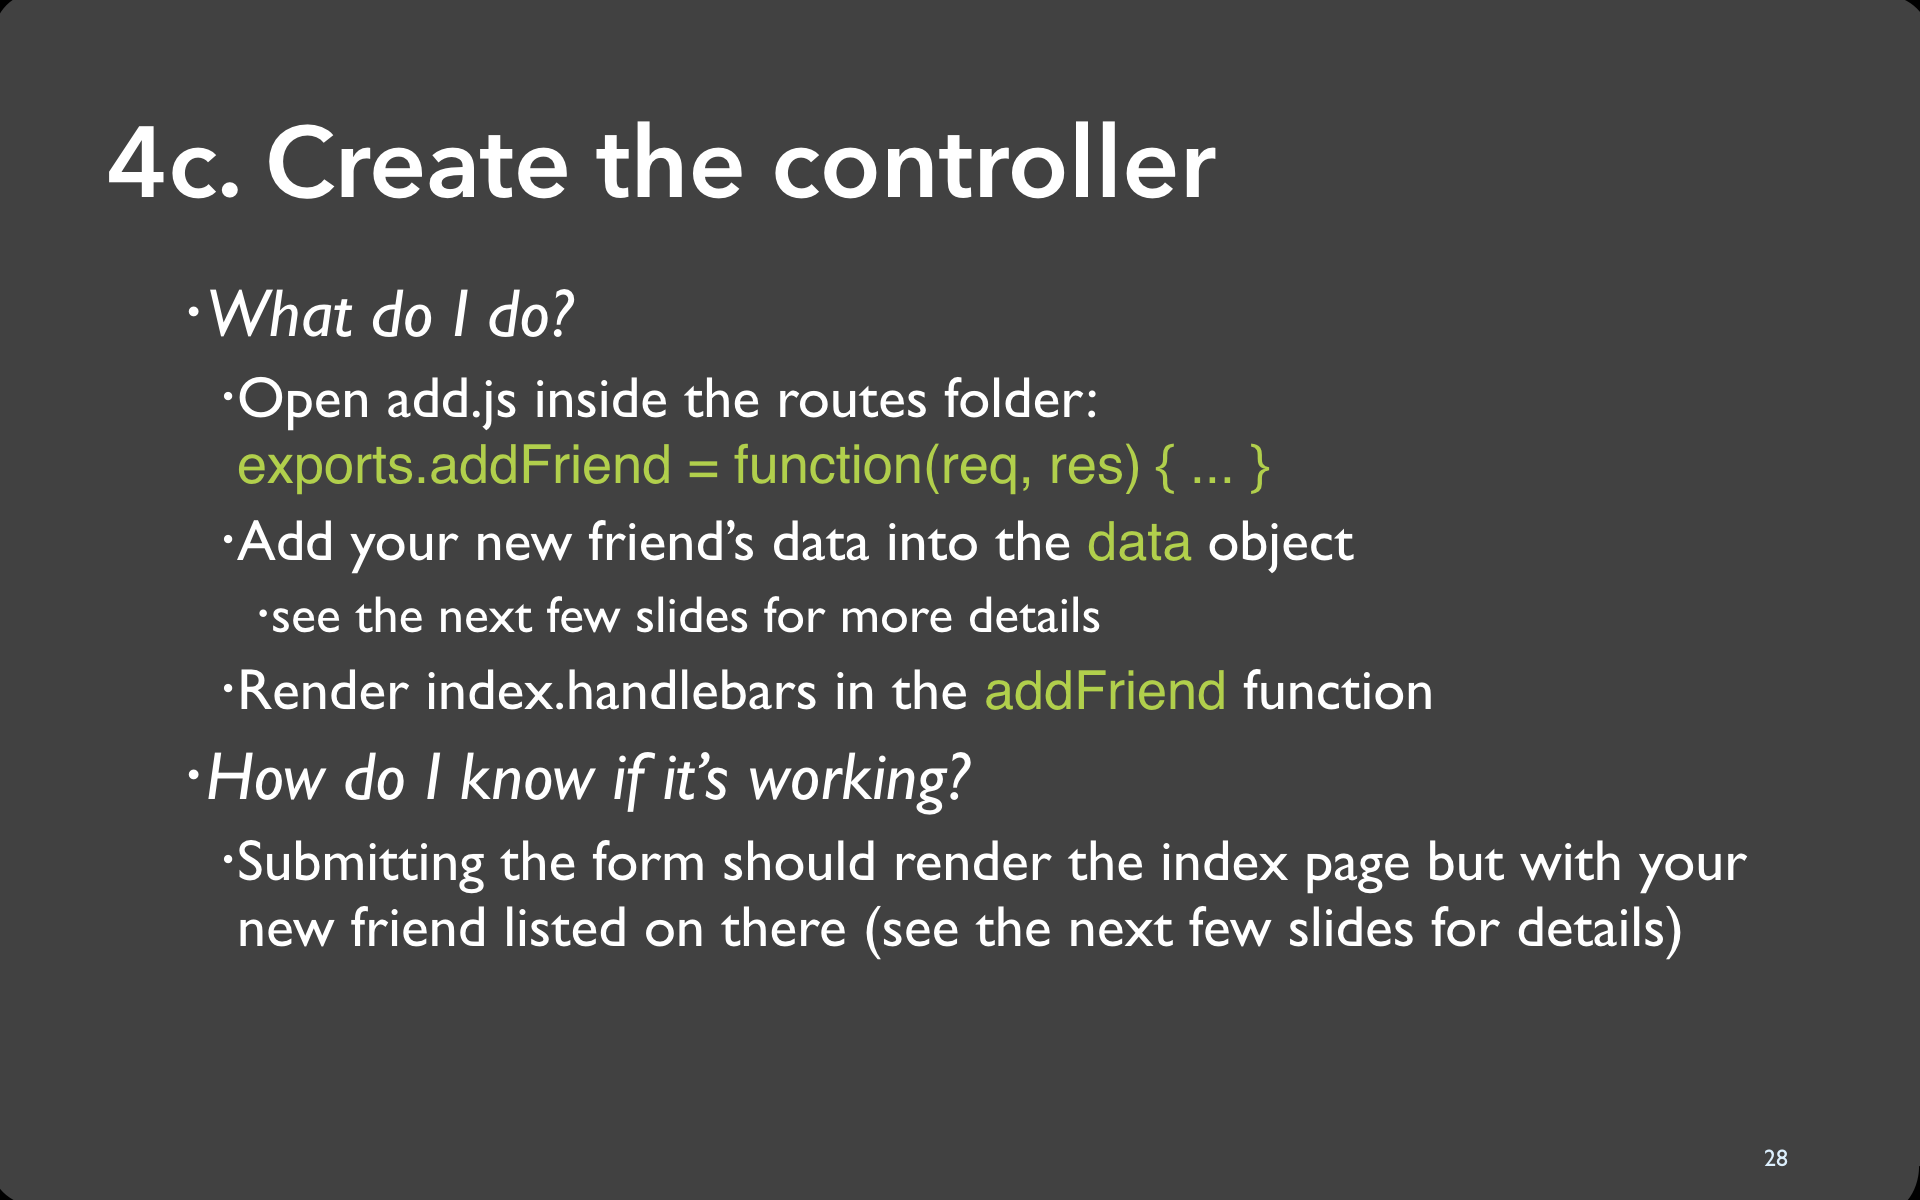 4c. Create the controller
·What do I do?
·Open add.js inside the routes folder:
exports.addFriend = function(req, res) { ... }
·Add your new friend’s data into the data object
·see the next few slides for more details
·Render index.handlebars in the addFriend function
·How do I know if it’s working?
·Submitting the form should render the index page but with your
new friend listed on there (see the next few slides for details)
28